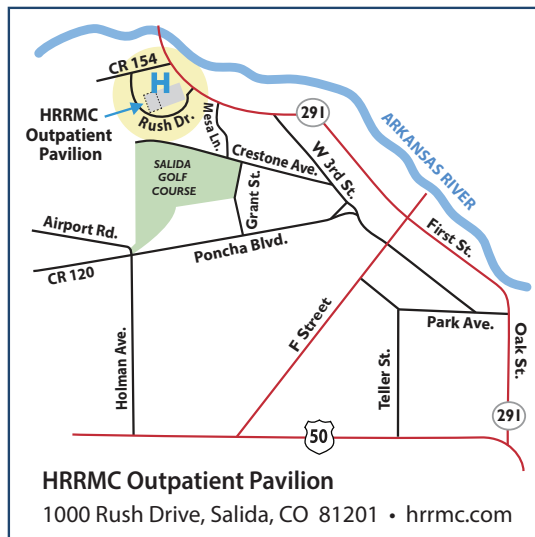 CR 154
H
HRRMC
Outpatient
Pavilion
Rush Dr.
Mesa Ln.
291
ARKANSAS RIVER
Crestone Ave.
W 3rd St.
SALIDA
GOLF
COURSE
Grant St.
Airport Rd.
Poncha Blvd.
CR 120
First St.
F Street
Park Ave.
Oak St.
Holman Ave.
Teller St.
291
50
HRRMC Outpatient Pavilion
1000 Rush Drive, Salida, CO 81201 • hrrmc.com